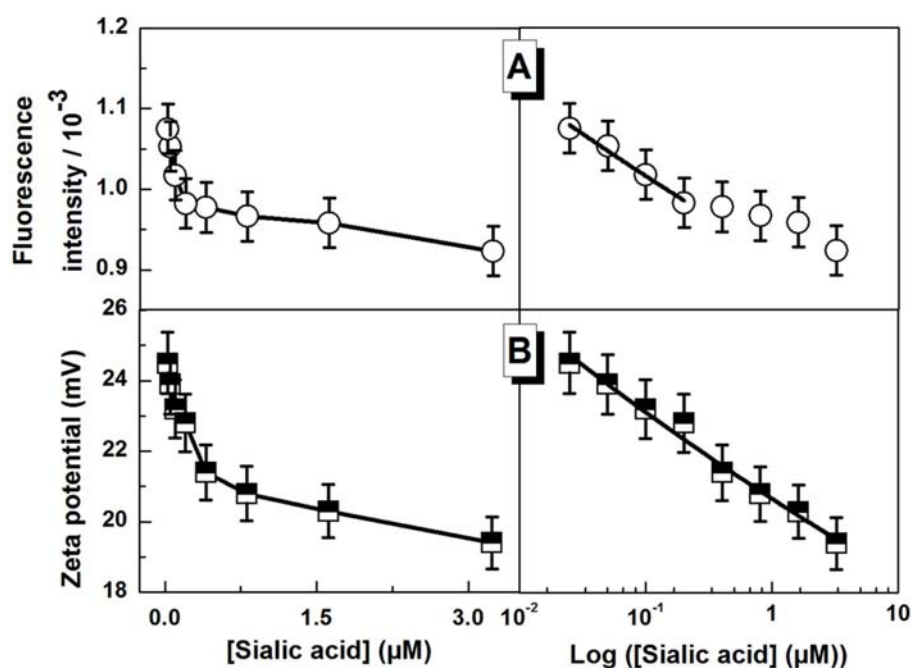 1.2
1.1
1.0
0.9
Fluorescence
intensity / 10⁻³
A
26
24
22
20
18
Zeta potential (mV)
B
0.0 1.5 3.0 10⁻² 10⁻¹ 1 10
[Sialic acid] (µM) Log ([Sialic acid] (µM))